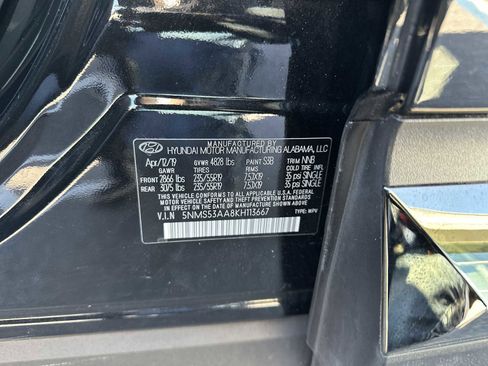 MANUFACTURED BY
HYUNDAI MOTOR MANUFACTURING ALABAMA, LLC
Apr/12/19 GVWR 4828 lbs PAINT S3B TRIM NNB
GAWR TIRES RIMS COLD TIRE INFL
FRONT 2866 lbs 235/55R19 7.5JX19 35 psi SINGLE
REAR 3075 lbs 235/55R19 7.5JX19 35 psi SINGLE
THIS VEHICLE CONFORMS TO ALL APPLICABLE FEDERAL MOTOR VEHICLE
SAFETY, BUMPER, AND THEFT PREVENTION STANDARDS IN EFFECT ON THE
DATE OF MANUFACTURE SHOWN ABOVE.
V.I.N 5NMS53AA8KH113667 TYPE: MPV